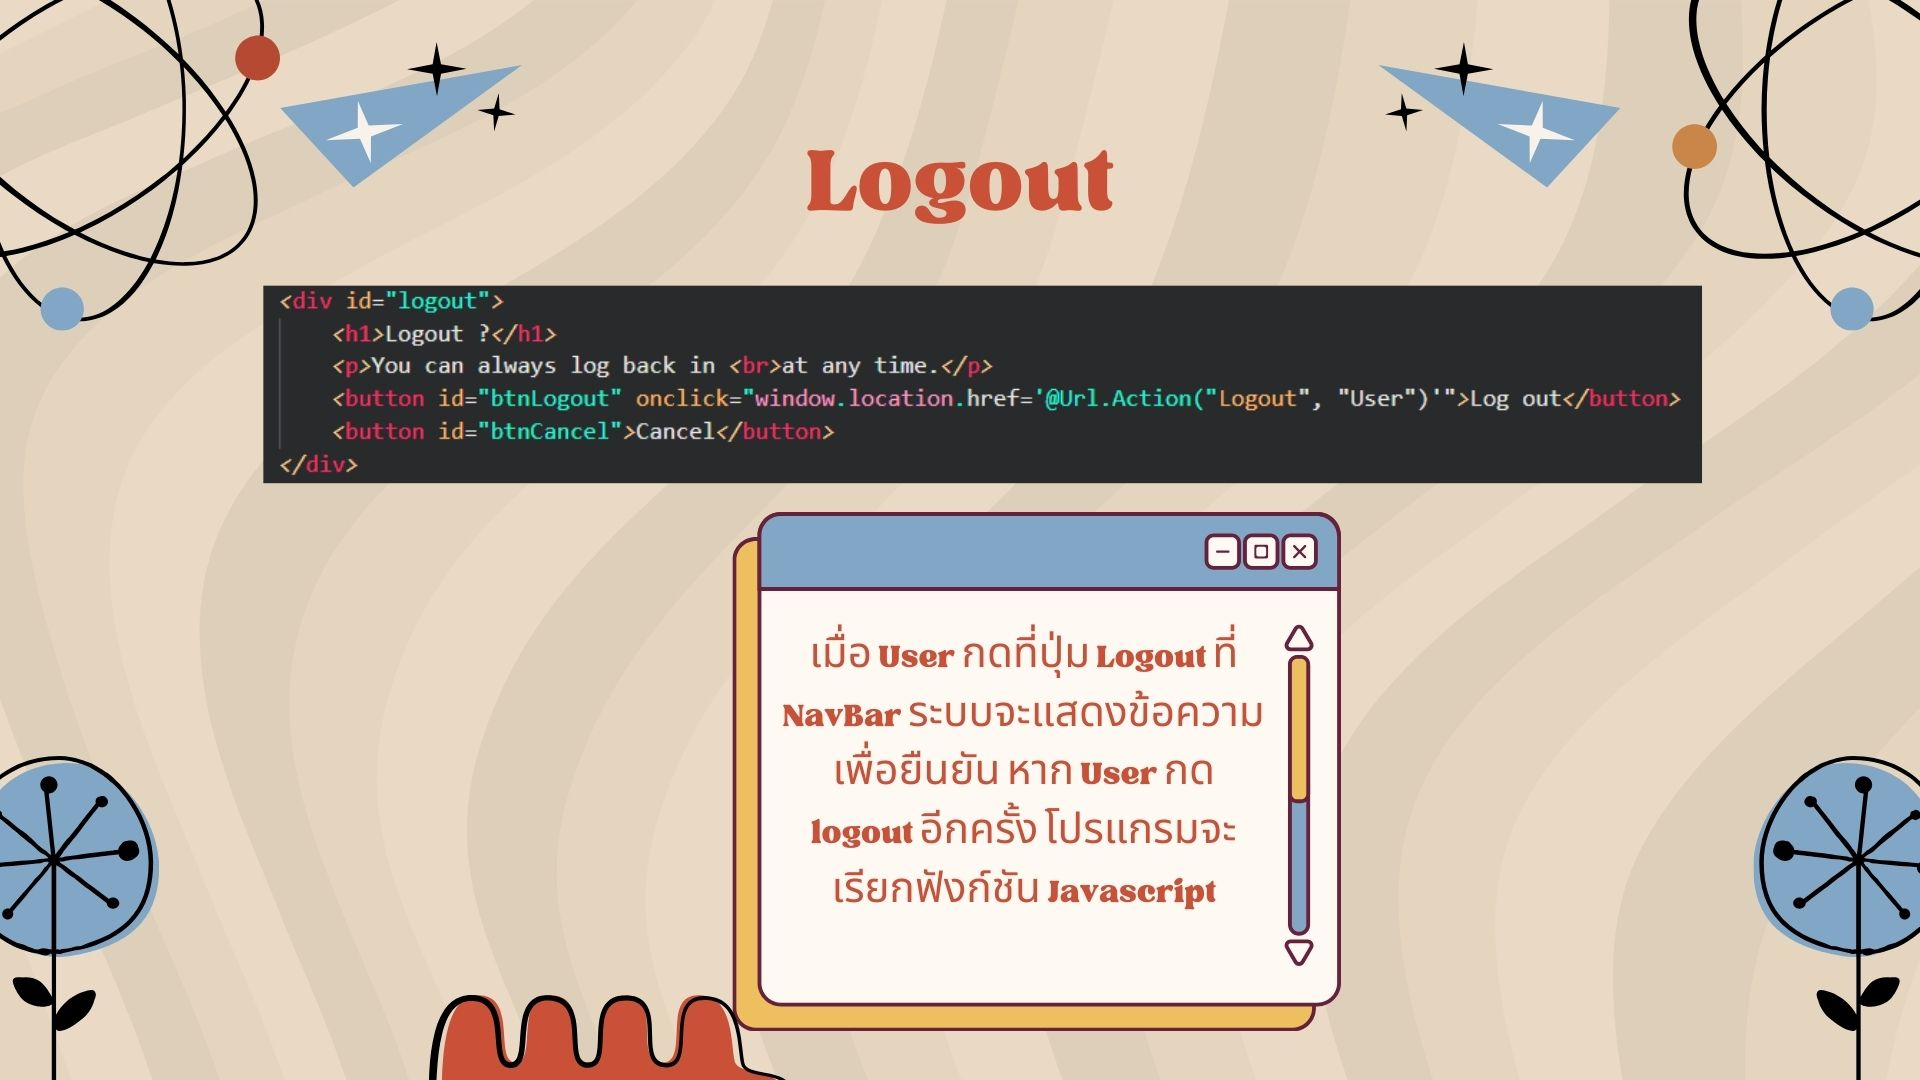 Logout
<div id="logout">
<h1>Logout ?</h1>
<p>You can always log back in <br>at any time.</p>
<button id="btnLogout" onclick="window.location.href='@Url.Action("Logout", "User")'">Log out</button>
<button id="btnCancel">Cancel</button>
</div>
เมื่อ User กดที่ปุ่ม Logout ที่
NavBar ระบบจะแสดงข้อความ
เพื่อยืนยัน หาก User กด
logout อีกครั้ง โปรแกรมจะ
เรียกฟังก์ชัน Javascript